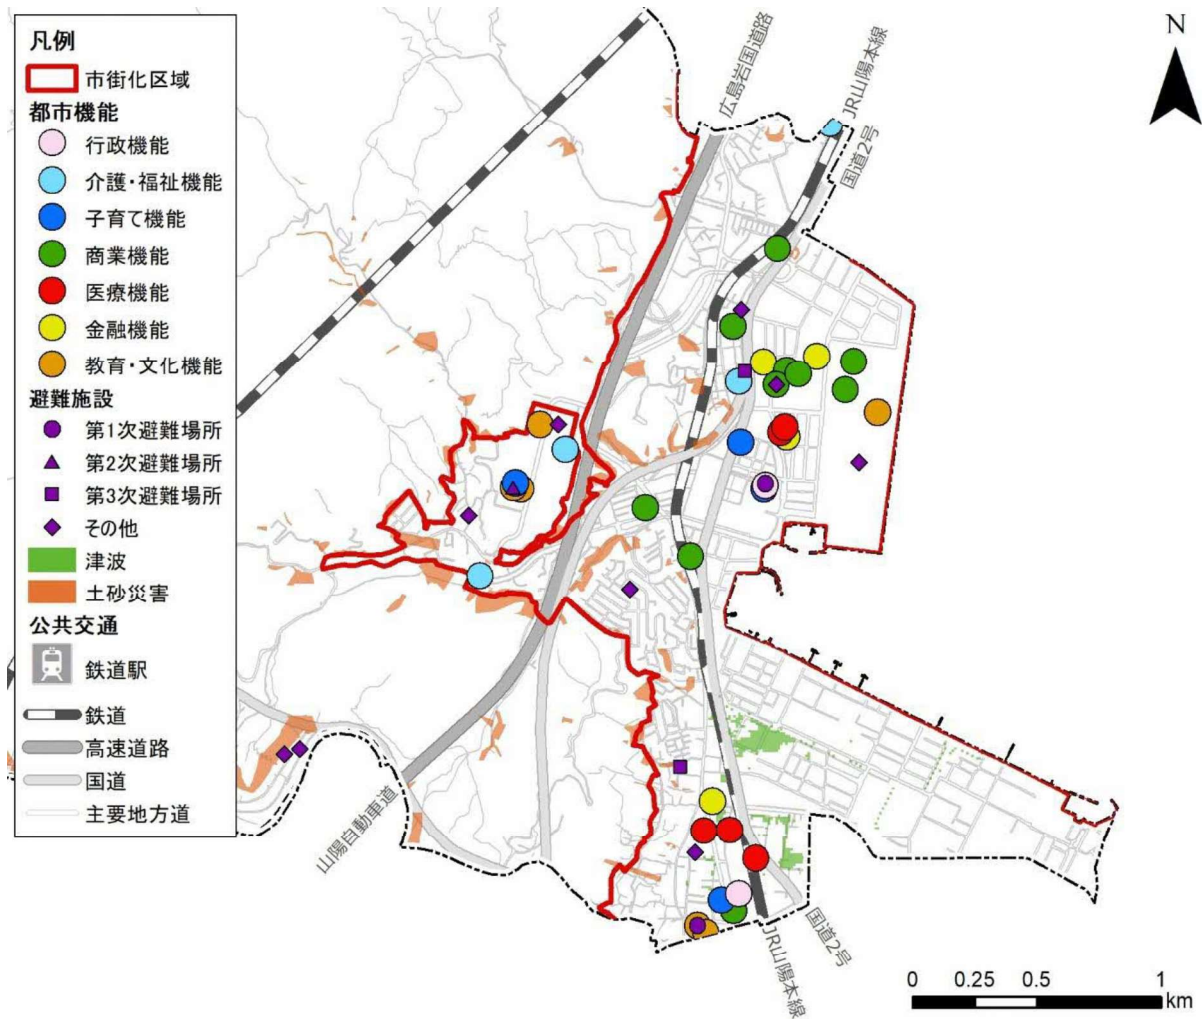 凡例
市街化区域
都市機能
行政機能
介護・福祉機能
子育て機能
商業機能
医療機能
金融機能
教育・文化機能
避難施設
第1次避難場所
第2次避難場所
第3次避難場所
その他
津波
土砂災害
公共交通
鉄道駅
鉄道
高速道路
国道
主要地方道
広島岩国道路
JR山陽本線
国道2号
N
山陽自動車道
国道2号
JR山陽本線
0 0.25 0.5 1
km